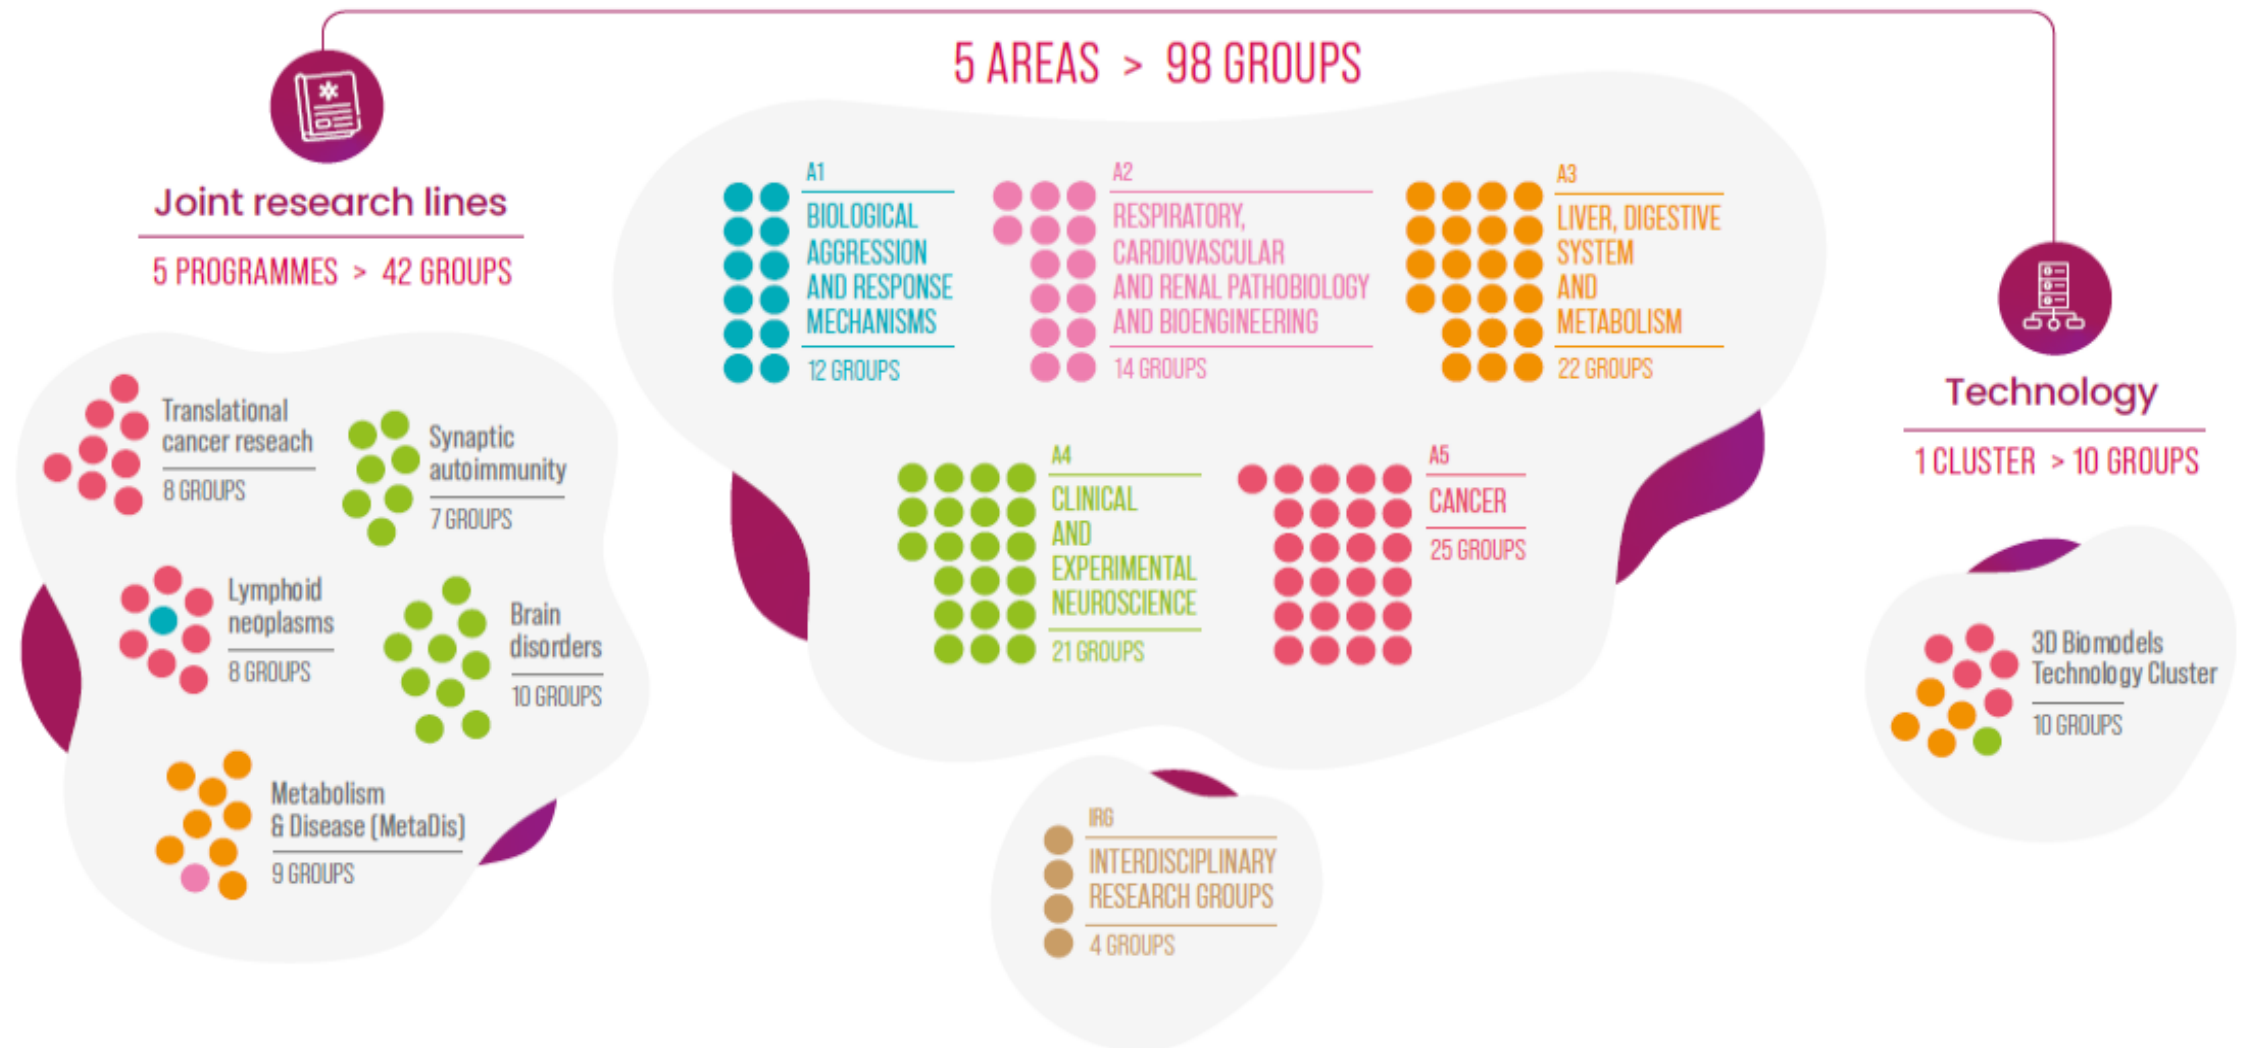 5 AREAS > 98 GROUPS
Joint research lines
5 PROGRAMMES > 42 GROUPS
Translational
cancer reseach
8 GROUPS
Synaptic
autoimmunity
7 GROUPS
Lymphoid
neoplasms
8 GROUPS
Brain
disorders
10 GROUPS
Metabolism
& Disease (MetaDis)
9 GROUPS
A1
BIOLOGICAL
AGGRESSION
AND RESPONSE
MECHANISMS
12 GROUPS
A2
RESPIRATORY,
CARDIOVASCULAR
AND RENAL PATHOBIOLOGY
AND BIOENGINEERING
14 GROUPS
A3
LIVER, DIGESTIVE
SYSTEM
AND
METABOLISM
22 GROUPS
A4
CLINICAL
AND
EXPERIMENTAL
NEUROSCIENCE
21 GROUPS
A5
CANCER
25 GROUPS
IRG
INTERDISCIPLINARY
RESEARCH GROUPS
4 GROUPS
Technology
1 CLUSTER > 10 GROUPS
3D Biomodels
Technology Cluster
10 GROUPS